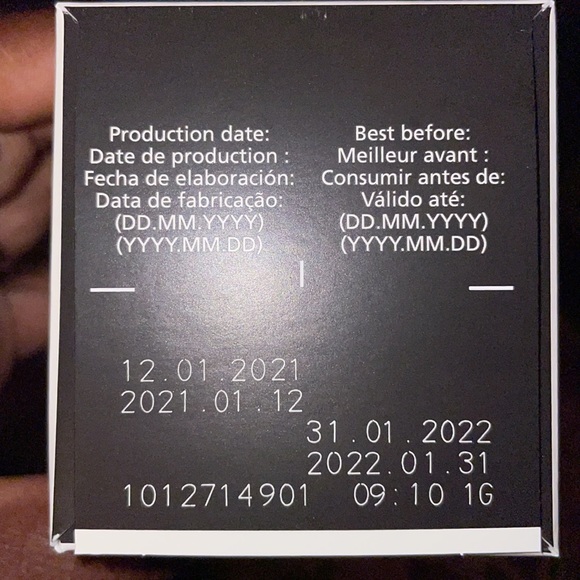 Production date:
Date de production :
Fecha de elaboración:
Data de fabricação:
(DD.MM.YYYY)
(YYYY.MM.DD)
Best before:
Meilleur avant :
Consumir antes de:
Válido até:
(DD.MM.YYYY)
(YYYY.MM.DD)
12.01.2021
2021.01.12
31.01.2022
2022.01.31
1012714901 09:10 1G